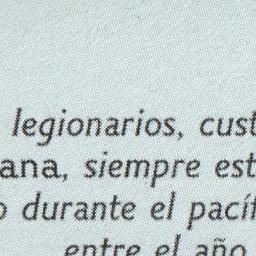 legionarios, cust
ana, siempre est
o durante el pacíf
entre el año